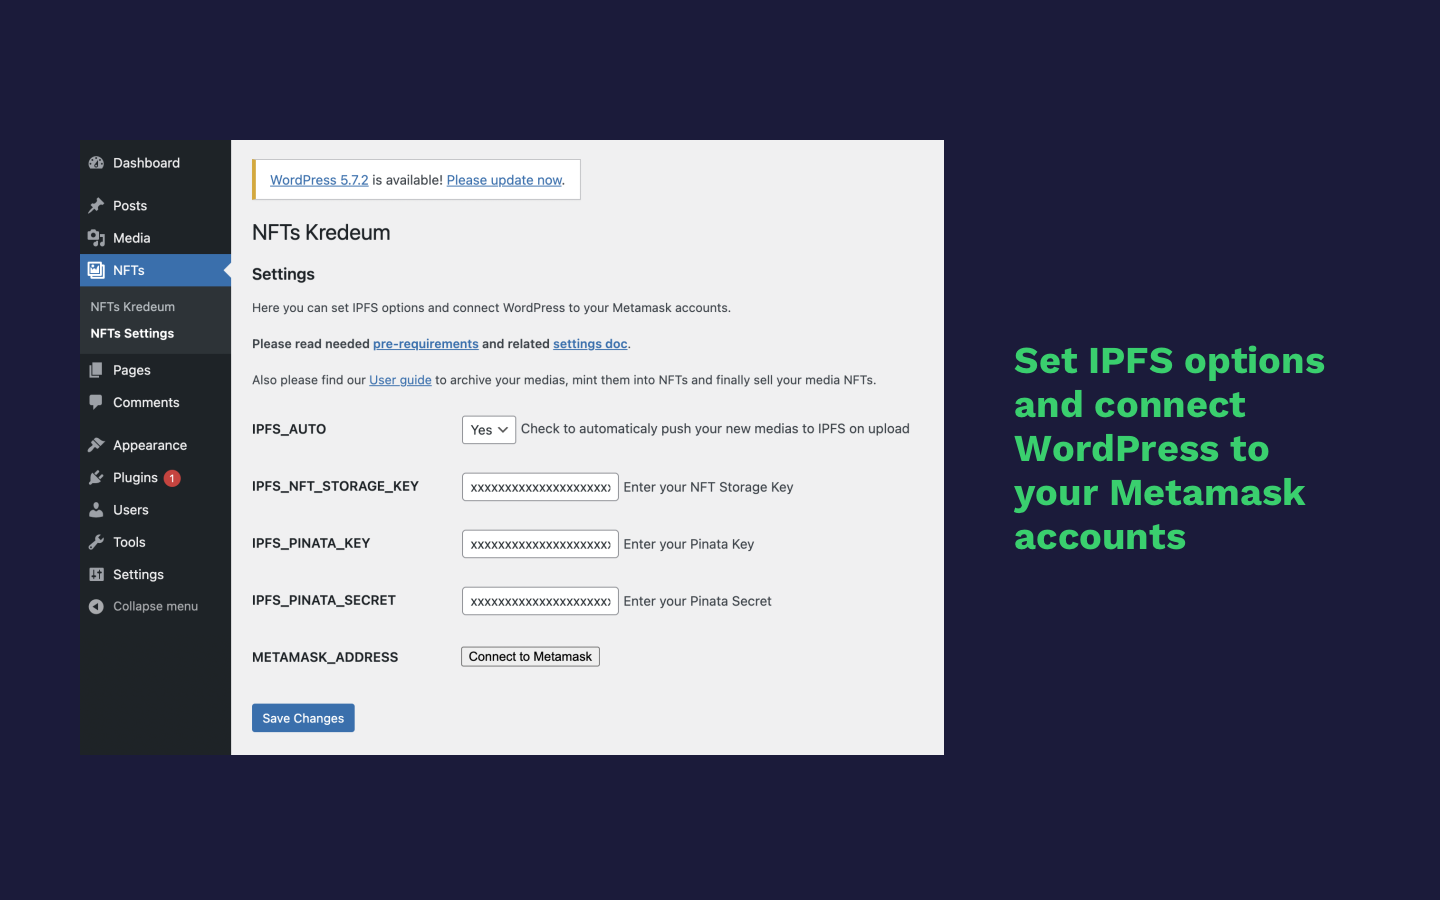 Dashboard
Posts
Media
NFTs
NFTs Kredeum
NFTs Settings
Pages
Comments
Appearance
Plugins 1
Users
Tools
Settings
Collapse menu
WordPress 5.7.2 is available! Please update now.
NFTs Kredeum
Settings
Here you can set IPFS options and connect WordPress to your Metamask accounts.
Please read needed pre-requirements and related settings doc.
Also please find our User guide to archive your medias, mint them into NFTs and finally sell your media NFTs.
IPFS_AUTO Yes Check to automaticaly push your new medias to IPFS on upload
IPFS_NFT_STORAGE_KEY xxxxxxxxxxxxxxxxxxxx Enter your NFT Storage Key
IPFS_PINATA_KEY xxxxxxxxxxxxxxxxxxxx Enter your Pinata Key
IPFS_PINATA_SECRET xxxxxxxxxxxxxxxxxxxx Enter your Pinata Secret
METAMASK_ADDRESS Connect to Metamask
Save Changes
Set IPFS options
and connect
WordPress to
your Metamask
accounts